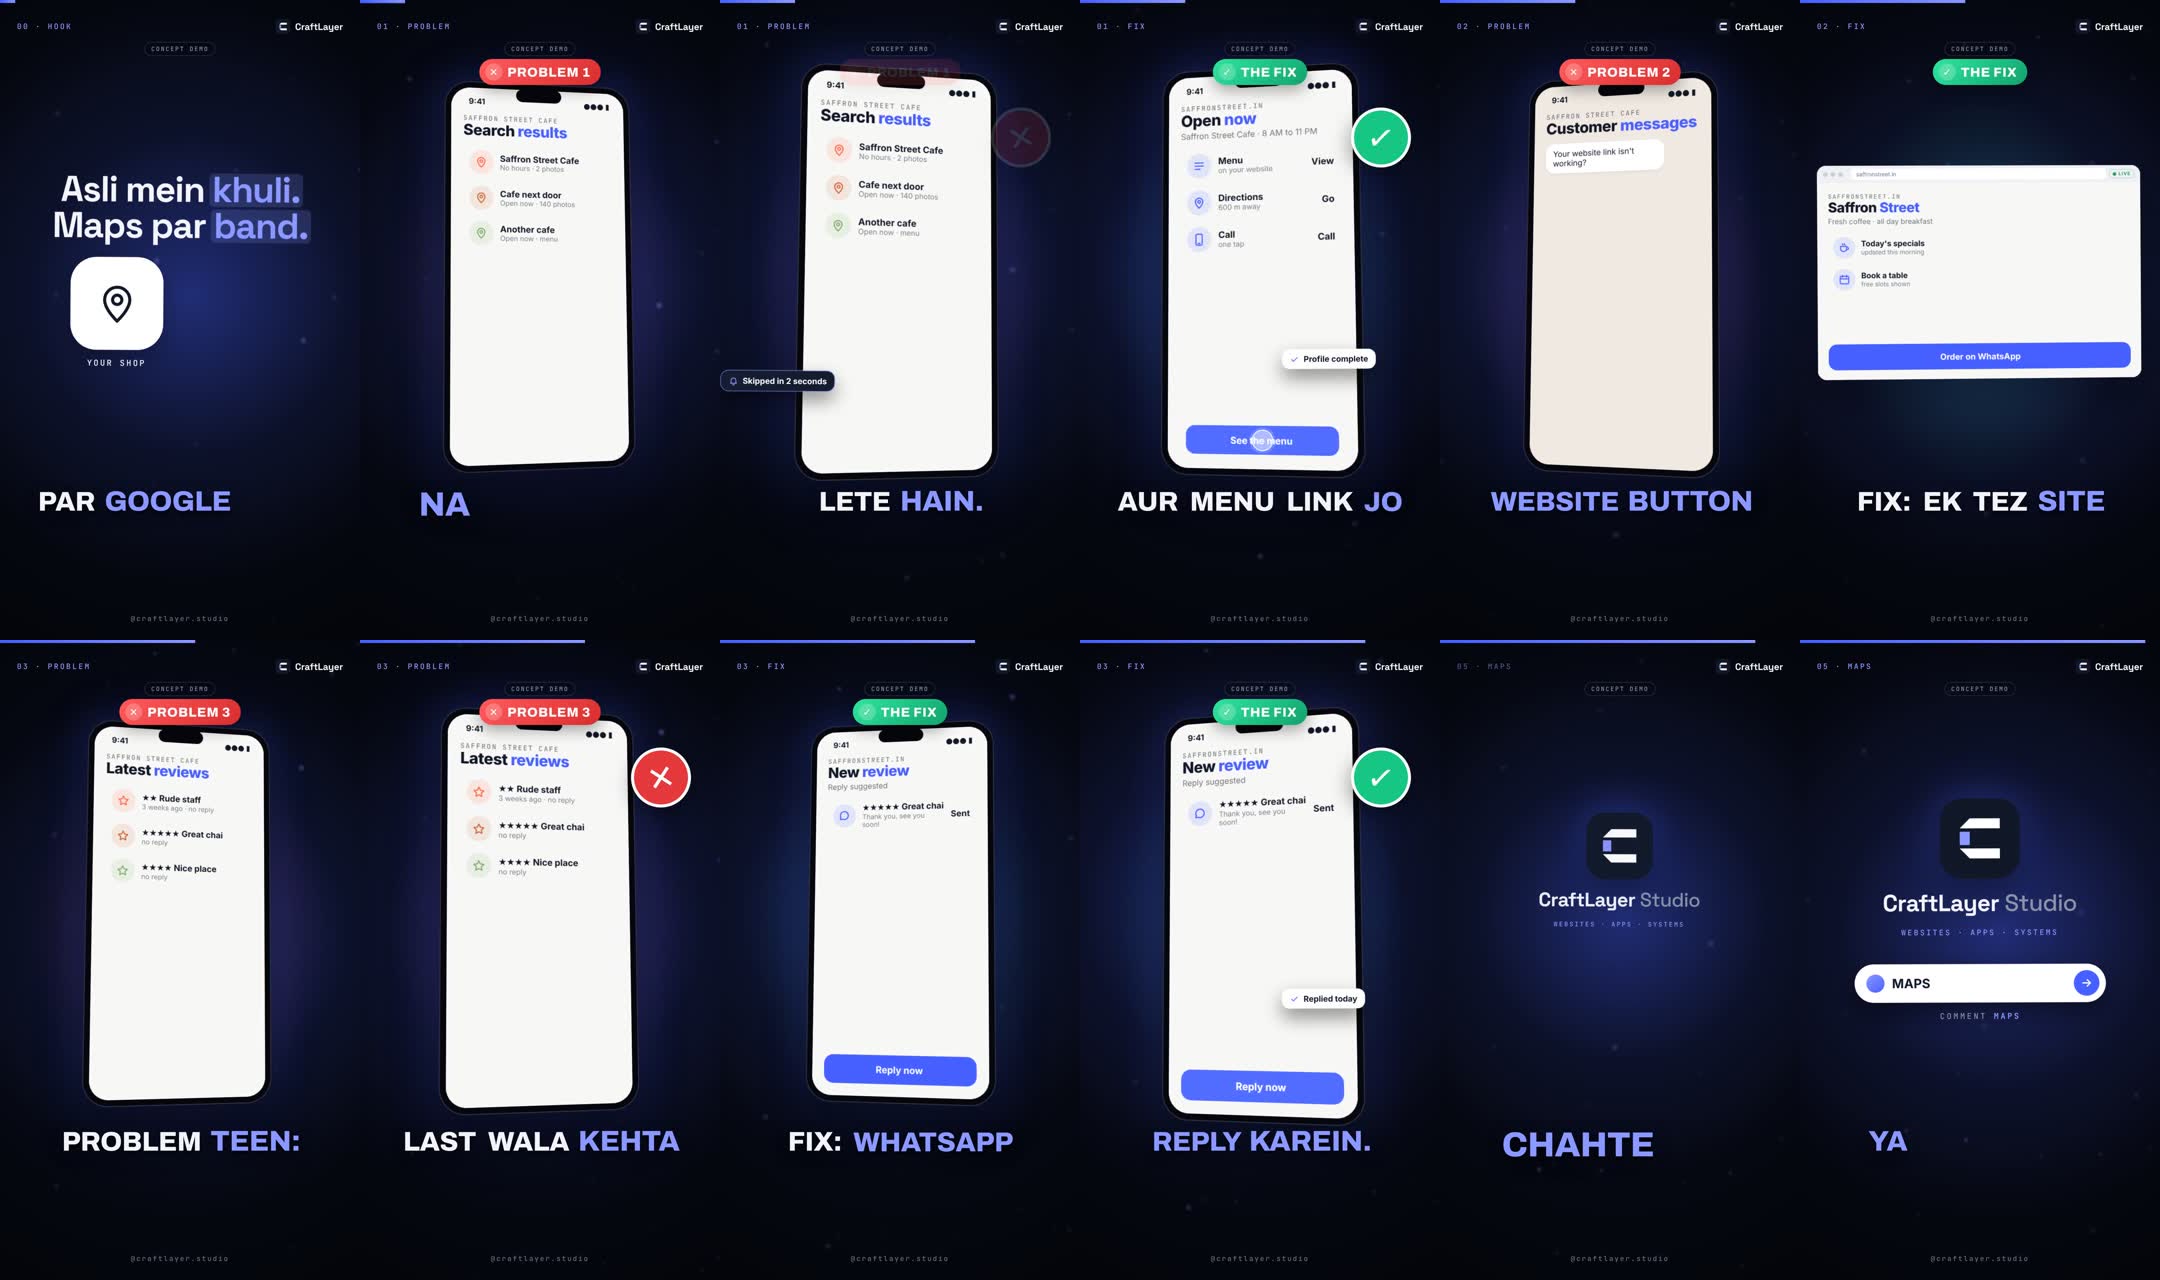 00 · HOOK
CraftLayer
CONCEPT DEMO
Asli mein khuli.
Maps par band.
YOUR SHOP
PAR GOOGLE
@craftlayer.studio
01 · PROBLEM
CraftLayer
CONCEPT DEMO
PROBLEM 1
9:41
SAFFRON STREET CAFE
Search results
Saffron Street Cafe
No hours · 2 photos
Cafe next door
Open now · 140 photos
Another cafe
Open now · menu
NA
@craftlayer.studio
01 · PROBLEM
CraftLayer
CONCEPT DEMO
PROBLEM 1
9:41
SAFFRON STREET CAFE
Search results
Saffron Street Cafe
No hours · 2 photos
Cafe next door
Open now · 140 photos
Another cafe
Open now · menu
Skipped in 2 seconds
LETE HAIN.
@craftlayer.studio
01 · FIX
CraftLayer
CONCEPT DEMO
THE FIX
9:41
SAFFRONSTREET.IN
Open now
Saffron Street Cafe · 8 AM to 11 PM
Menu
on your website
View
Directions
600 m away
Go
Call
one tap
Call
Profile complete
See the menu
AUR MENU LINK JO
@craftlayer.studio
02 · PROBLEM
CraftLayer
CONCEPT DEMO
PROBLEM 2
9:41
SAFFRON STREET CAFE
Customer messages
Your website link isn't
working?
WEBSITE BUTTON
@craftlayer.studio
02 · FIX
CraftLayer
CONCEPT DEMO
THE FIX
saffronstreet.in
LIVE
SAFFRONSTREET.IN
Saffron Street
Fresh coffee · all day breakfast
Today's specials
updated this morning
Book a table
free slots shown
Order on WhatsApp
FIX: EK TEZ SITE
@craftlayer.studio
03 · PROBLEM
CraftLayer
CONCEPT DEMO
PROBLEM 3
9:41
SAFFRON STREET CAFE
Latest reviews
★★ Rude staff
3 weeks ago · no reply
★★★★★ Great chai
no reply
★★★★ Nice place
no reply
PROBLEM TEEN:
@craftlayer.studio
03 · PROBLEM
CraftLayer
CONCEPT DEMO
PROBLEM 3
9:41
SAFFRON STREET CAFE
Latest reviews
★★ Rude staff
3 weeks ago · no reply
★★★★★ Great chai
no reply
★★★★ Nice place
no reply
LAST WALA KEHTA
@craftlayer.studio
03 · FIX
CraftLayer
CONCEPT DEMO
THE FIX
9:41
SAFFRONSTREET.IN
New review
Reply suggested
★★★★★ Great chai
Thank you, see you
soon!
Sent
Reply now
FIX: WHATSAPP
@craftlayer.studio
03 · FIX
CraftLayer
CONCEPT DEMO
THE FIX
9:41
SAFFRONSTREET.IN
New review
Reply suggested
★★★★★ Great chai
Thank you, see you
soon!
Sent
Replied today
Reply now
REPLY KAREIN.
@craftlayer.studio
05 · MAPS
CraftLayer
CONCEPT DEMO
CraftLayer Studio
WEBSITES · APPS · SYSTEMS
CHAHTE
@craftlayer.studio
05 · MAPS
CraftLayer
CONCEPT DEMO
CraftLayer Studio
WEBSITES · APPS · SYSTEMS
MAPS
COMMENT MAPS
YA
@craftlayer.studio